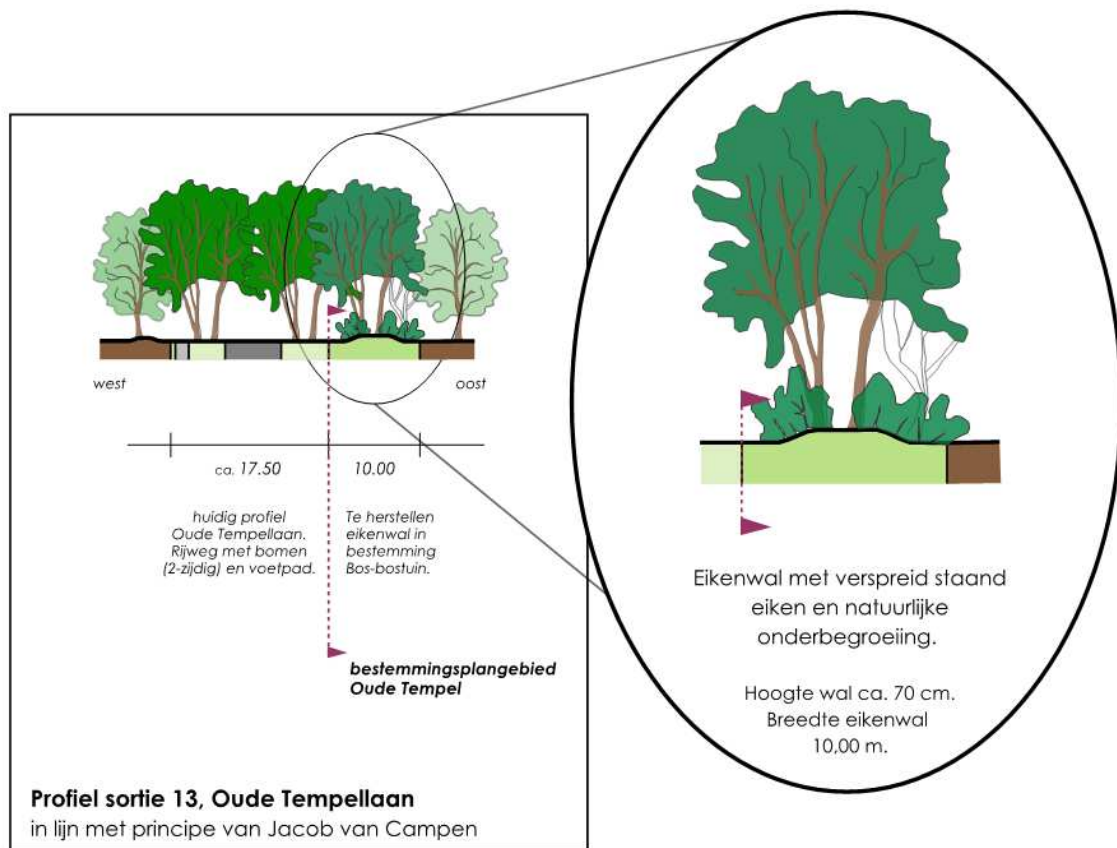 west
oost
ca. 17.50
10.00
huidig profiel
Oude Tempellaan.
Rijweg met bomen
(2-zijdig) en voetpad.
Te herstellen
eikenwal in
bestemming
Bos-bostuin.
bestemmingsplangebied
Oude Tempel
Profiel sortie 13, Oude Tempellaan
in lijn met principe van Jacob van Campen
Eikenwal met verspreid staand
eiken en natuurlijke
onderbegroeiing.
Hoogte wal ca. 70 cm.
Breedte eikenwal
10,00 m.